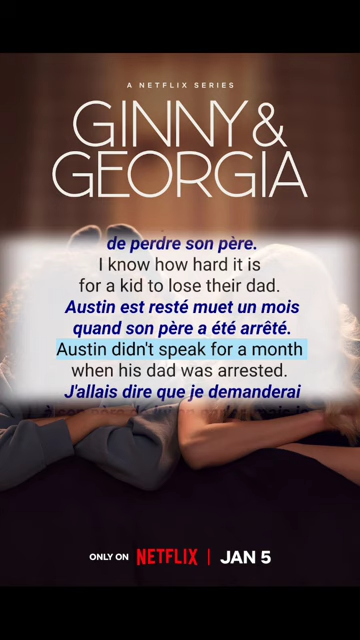 A NETFLIX SERIES
GINNY &
GEORGIA
de perdre son père.
I know how hard it is
for a kid to lose their dad.
Austin est resté muet un mois
quand son père a été arrêté.
Austin didn't speak for a month
when his dad was arrested.
J'allais dire que je demanderai
ONLY ON NETFLIX | JAN 5